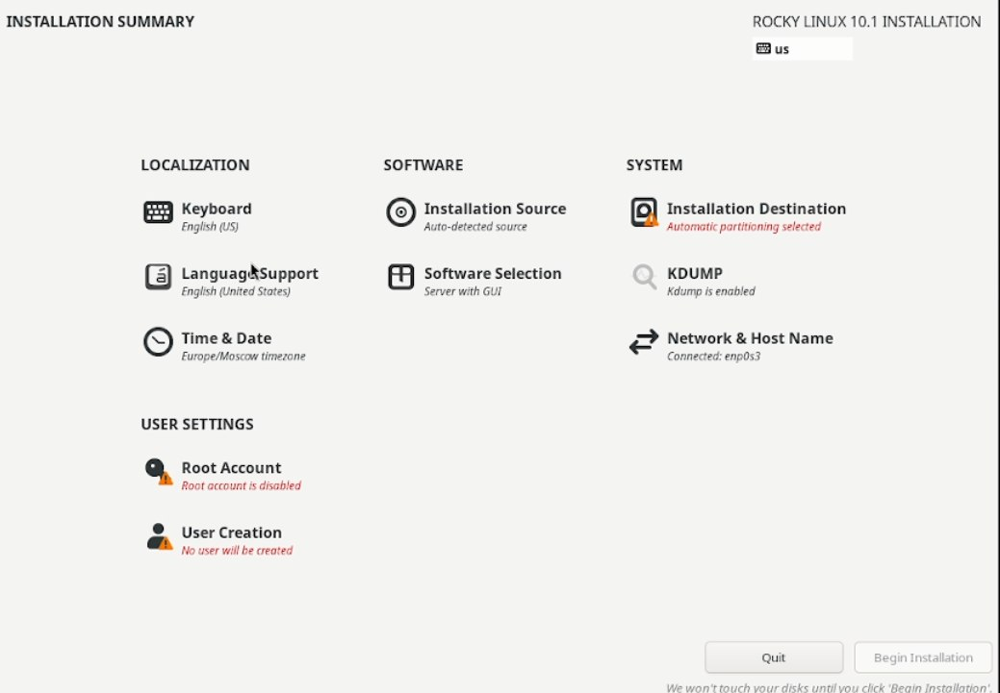 INSTALLATION SUMMARY
ROCKY LINUX 10.1 INSTALLATION
us
LOCALIZATION
Keyboard
English (US)
Language Support
English (United States)
Time & Date
Europe/Moscow timezone
SOFTWARE
Installation Source
Auto-detected source
Software Selection
Server with GUI
SYSTEM
Installation Destination
Automatic partitioning selected
KDUMP
Kdump is enabled
Network & Host Name
Connected: enp0s3
USER SETTINGS
Root Account
Root account is disabled
User Creation
No user will be created
Quit
Begin Installation
We won't touch your disks until you click 'Begin Installation'.